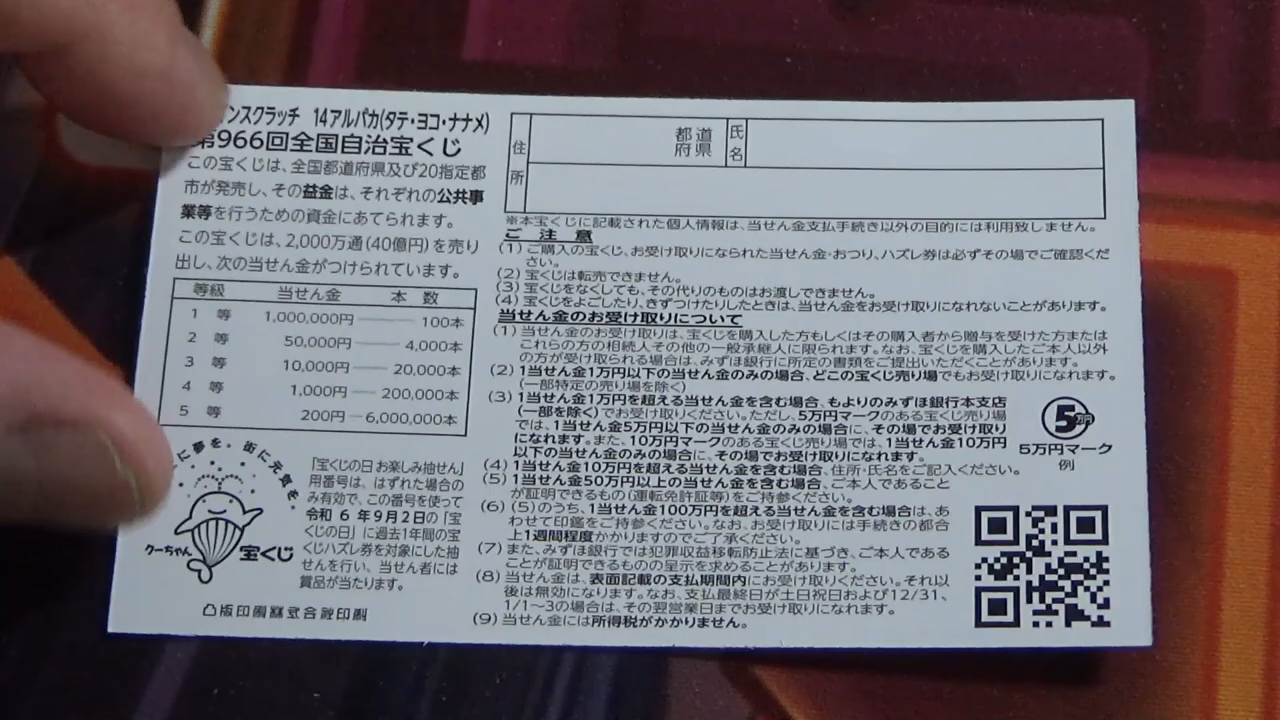 ンスクラッチ 14アルパカ(タテ・ヨコ・ナナメ)
第966回全国自治宝くじ
この宝くじは、全国都道府県及び20指定都
市が発売し、その益金は、それぞれの公共事
業等を行うための資金にあてられます。
この宝くじは、2,000万通(40億円)を売り
出し、次の当せん金がつけられています。
等級 当せん金 本数
1等 1,000,000円 100本
2等 50,000円 4,000本
3等 10,000円 20,000本
4等 1,000円 200,000本
5等 200円 6,000,000本
に夢を。街に元気を。
クーちゃん 宝くじ
「宝くじの日 お楽しみ抽せん」
用番号は、はずれた場合の
み有効で、この番号を使って
令和6年9月2日の「宝
くじの日」に過去1年間の宝
くじハズレ券を対象にした抽
せんを行い、当せん者には
賞品が当たります。
凸版印刷株式会社印刷
住所
都道府県
氏名
※本宝くじに記載された個人情報は、当せん金支払手続き以外の目的には利用致しません。
ご注意
(1) ご購入の宝くじ、お受け取りになられた当せん金・おつり、ハズレ券は必ずその場でご確認くだ
さい。
(2) 宝くじは転売できません。
(3) 宝くじをなくしても、その代りのものはお渡しできません。
(4) 宝くじをよごしたり、きずつけたりしたときは、当せん金をお受け取りになれないことがあります。
当せん金のお受け取りについて
(1) 当せん金のお受け取りは、宝くじを購入した方もしくはその購入者から贈与を受けた方または
これらの方の相続人その他の一般承継人に限られます。なお、宝くじを購入したご本人以外
の方が受け取られる場合は、みずほ銀行に所定の書類をご提出いただくことがあります。
(2) 1当せん金1万円以下の当せん金のみの場合、どこの宝くじ売り場でもお受け取りになれます。
(一部特定の売り場を除く)
(3) 1当せん金1万円を超える当せん金を含む場合、もよりのみずほ銀行本支店
(一部を除く)でお受け取りください。ただし、5万円マークのある宝くじ売り場
では、1当せん金5万円以下の当せん金のみの場合に、その場でお受け取り
になれます。また、10万円マークのある宝くじ売り場では、1当せん金10万円
以下の当せん金のみの場合に、その場でお受け取りになれます。
5万円
5万円マーク
例
(4) 1当せん金10万円を超える当せん金を含む場合、住所・氏名をご記入ください。
(5) 1当せん金50万円以上の当せん金を含む場合、ご本人であること
が証明できるもの(運転免許証等)をご持参ください。
(6) (5)のうち、1当せん金100万円を超える当せん金を含む場合は、あ
わせて印鑑をご持参ください。なお、お受け取りには手続きの都合
上1週間程度かかりますのでご了承ください。
(7) また、みずほ銀行では犯罪収益移転防止法に基づき、ご本人である
ことが証明できるものの呈示を求めることがあります。
(8) 当せん金は、表面記載の支払期間内にお受け取りください。それ以
後は無効になります。なお、支払最終日が土日祝日および12/31、
1/1〜3の場合は、その翌営業日までお受け取りになれます。
(9) 当せん金には所得税がかかりません。